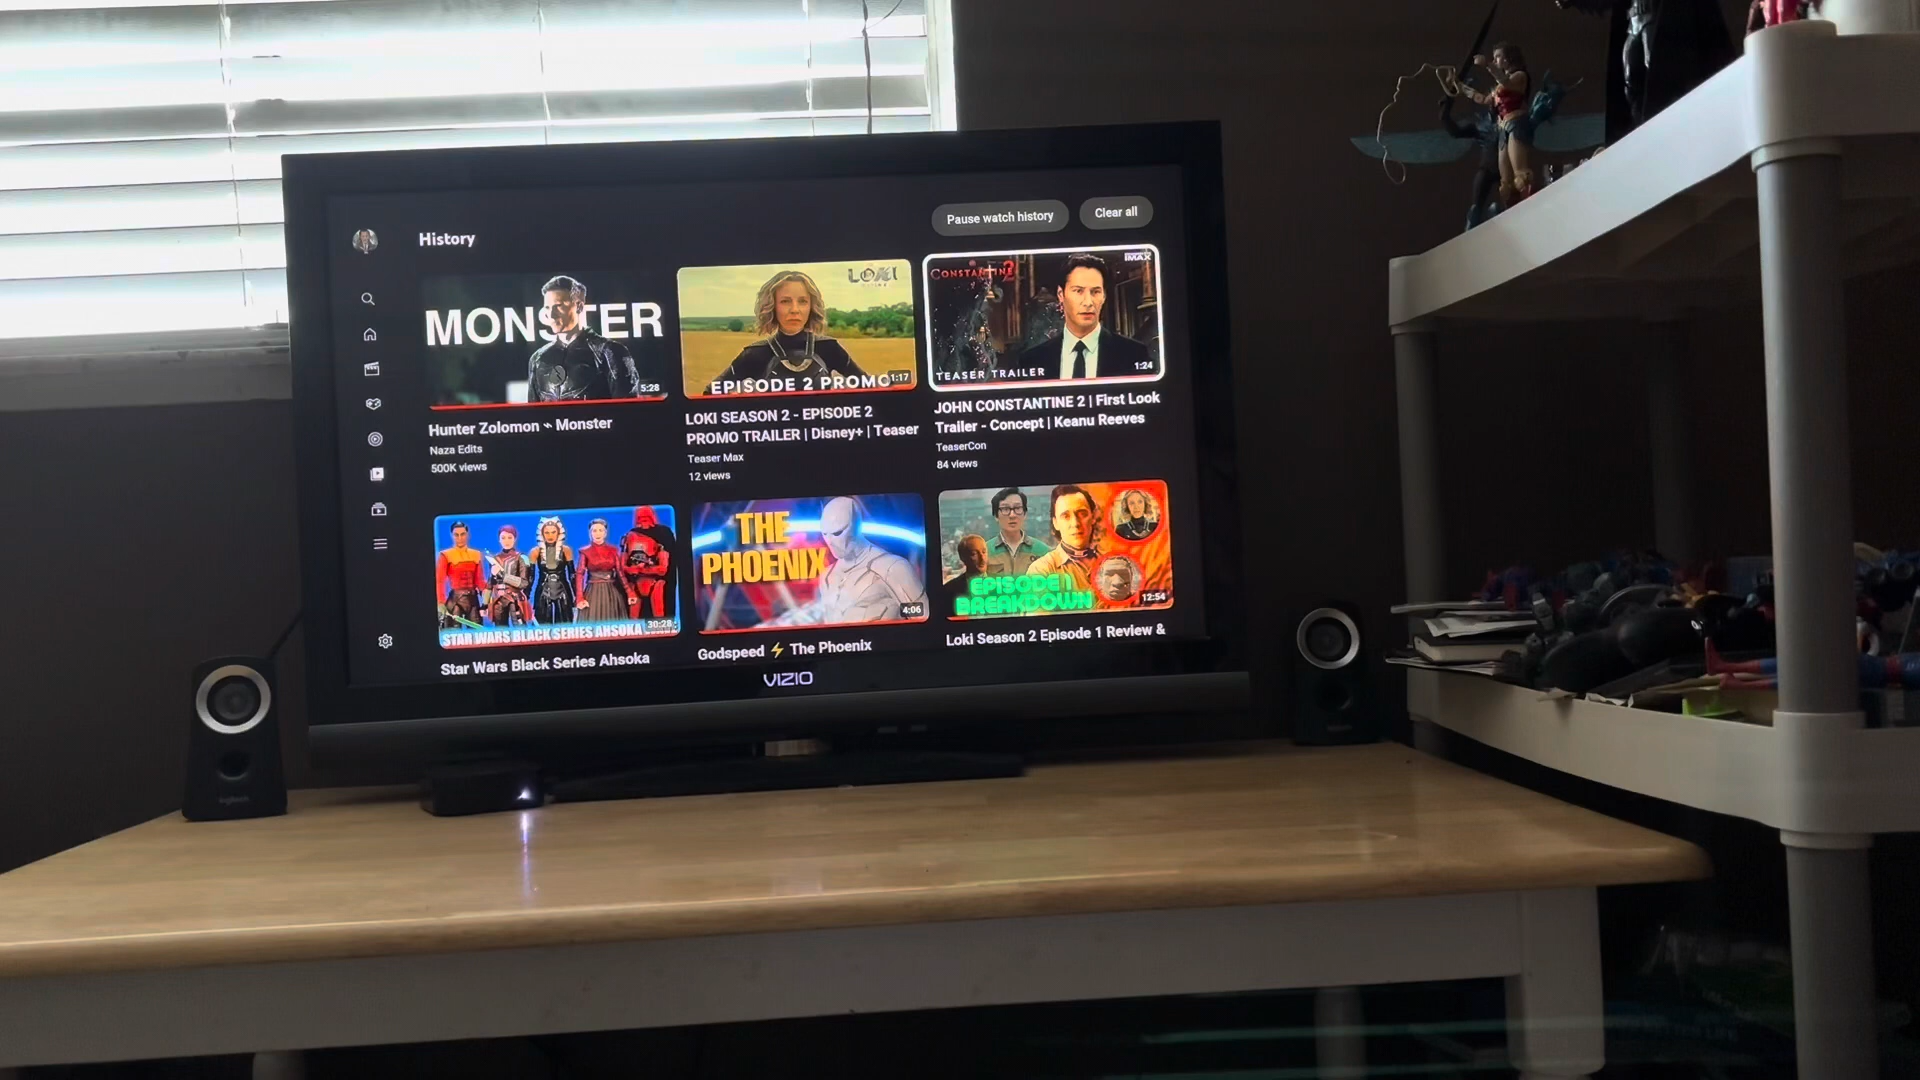 History
Pause watch history
Clear all
MONSTER
5:28
Hunter Zolomon ⌁ Monster
Naza Edits
500K views
LOKI
EPISODE 2 PROMO
1:17
LOKI SEASON 2 - EPISODE 2
PROMO TRAILER | Disney+ | Teaser
Teaser Max
12 views
CONSTANTINE 2
IMAX
TEASER TRAILER
1:24
JOHN CONSTANTINE 2 | First Look
Trailer - Concept | Keanu Reeves
TeaserCon
84 views
STAR WARS BLACK SERIES AHSOKA
30:28
Star Wars Black Series Ahsoka
THE
PHOENIX
4:06
Godspeed ⚡ The Phoenix
EPISODE 1
BREAKDOWN
12:54
Loki Season 2 Episode 1 Review &
VIZIO
logitech